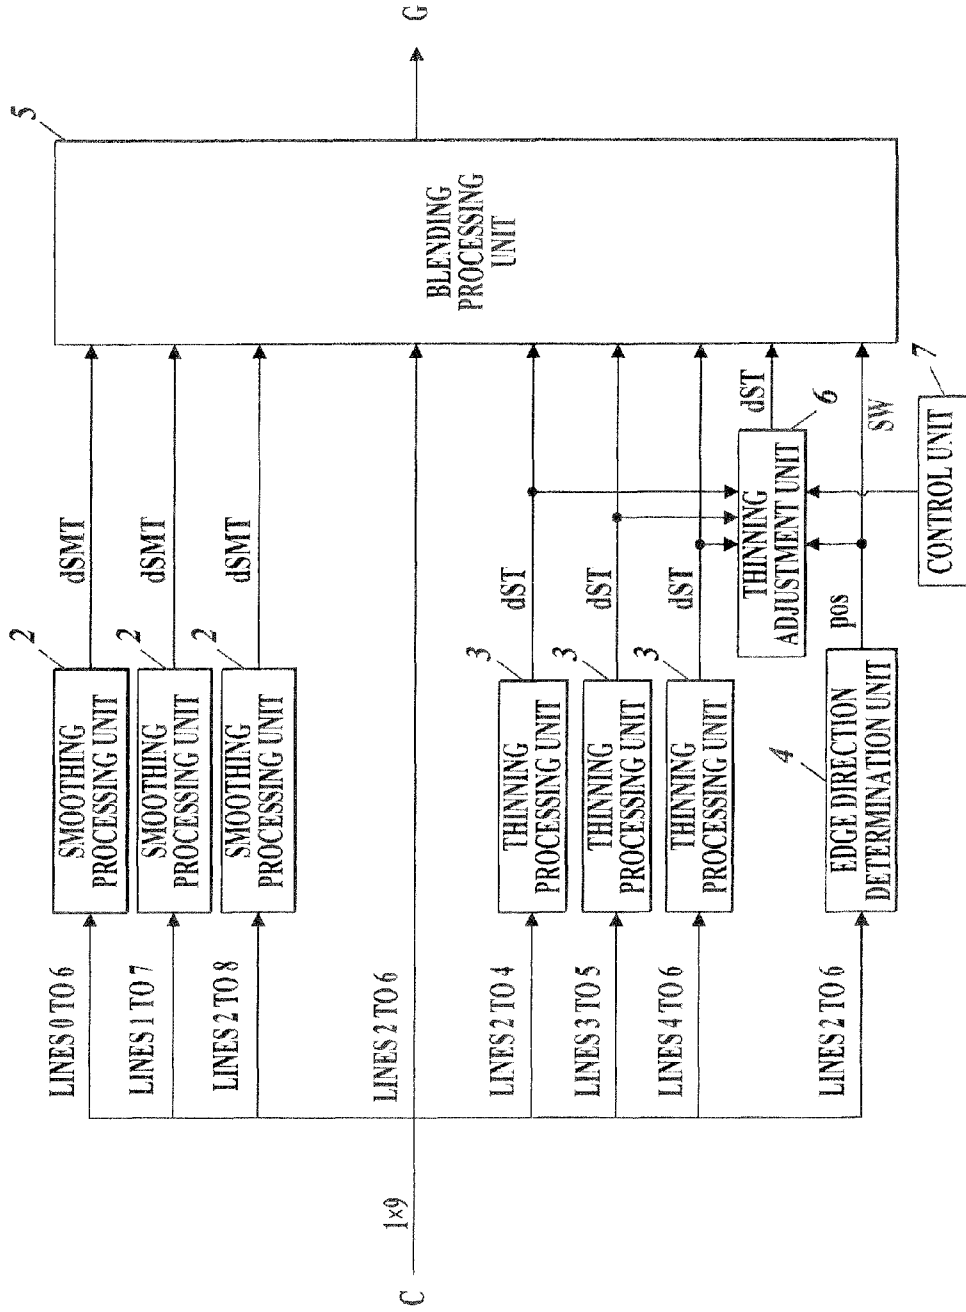 C
1×9
LINES 0 TO 6
LINES 1 TO 7
LINES 2 TO 8
LINES 2 TO 6
LINES 2 TO 4
LINES 3 TO 5
LINES 4 TO 6
LINES 2 TO 6
SMOOTHING
PROCESSING UNIT
2
SMOOTHING
PROCESSING UNIT
2
SMOOTHING
PROCESSING UNIT
2
THINNING
PROCESSING UNIT
3
THINNING
PROCESSING UNIT
3
THINNING
PROCESSING UNIT
3
EDGE DIRECTION
DETERMINATION UNIT
4
dSMT
dSMT
dSMT
dST
dST
dST
pos
THINNING
ADJUSTMENT UNIT
6
dST
SW
CONTROL UNIT
7
BLENDING
PROCESSING
UNIT
5
G